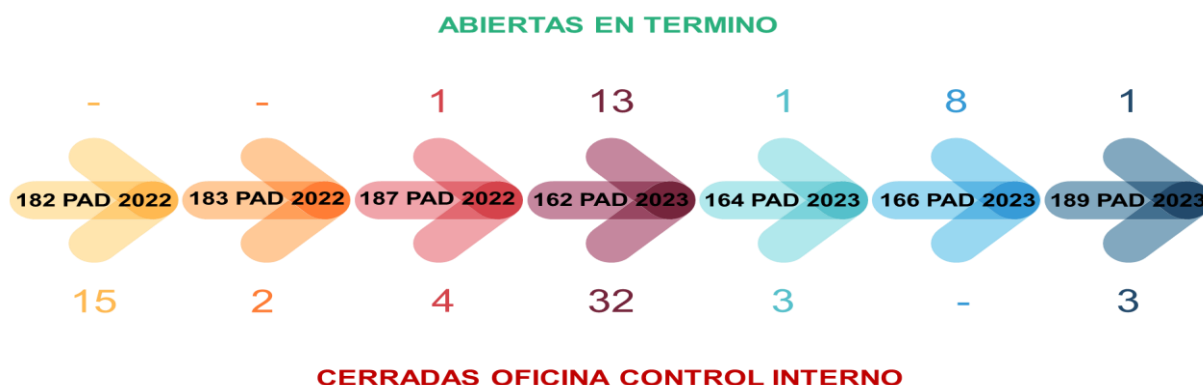 ABIERTAS EN TERMINO
- - 1 13 1 8 1
182 PAD 2022 183 PAD 2022 187 PAD 2022 162 PAD 2023 164 PAD 2023 166 PAD 2023 189 PAD 2023
15 2 4 32 3 - 3
CERRADAS OFICINA CONTROL INTERNO